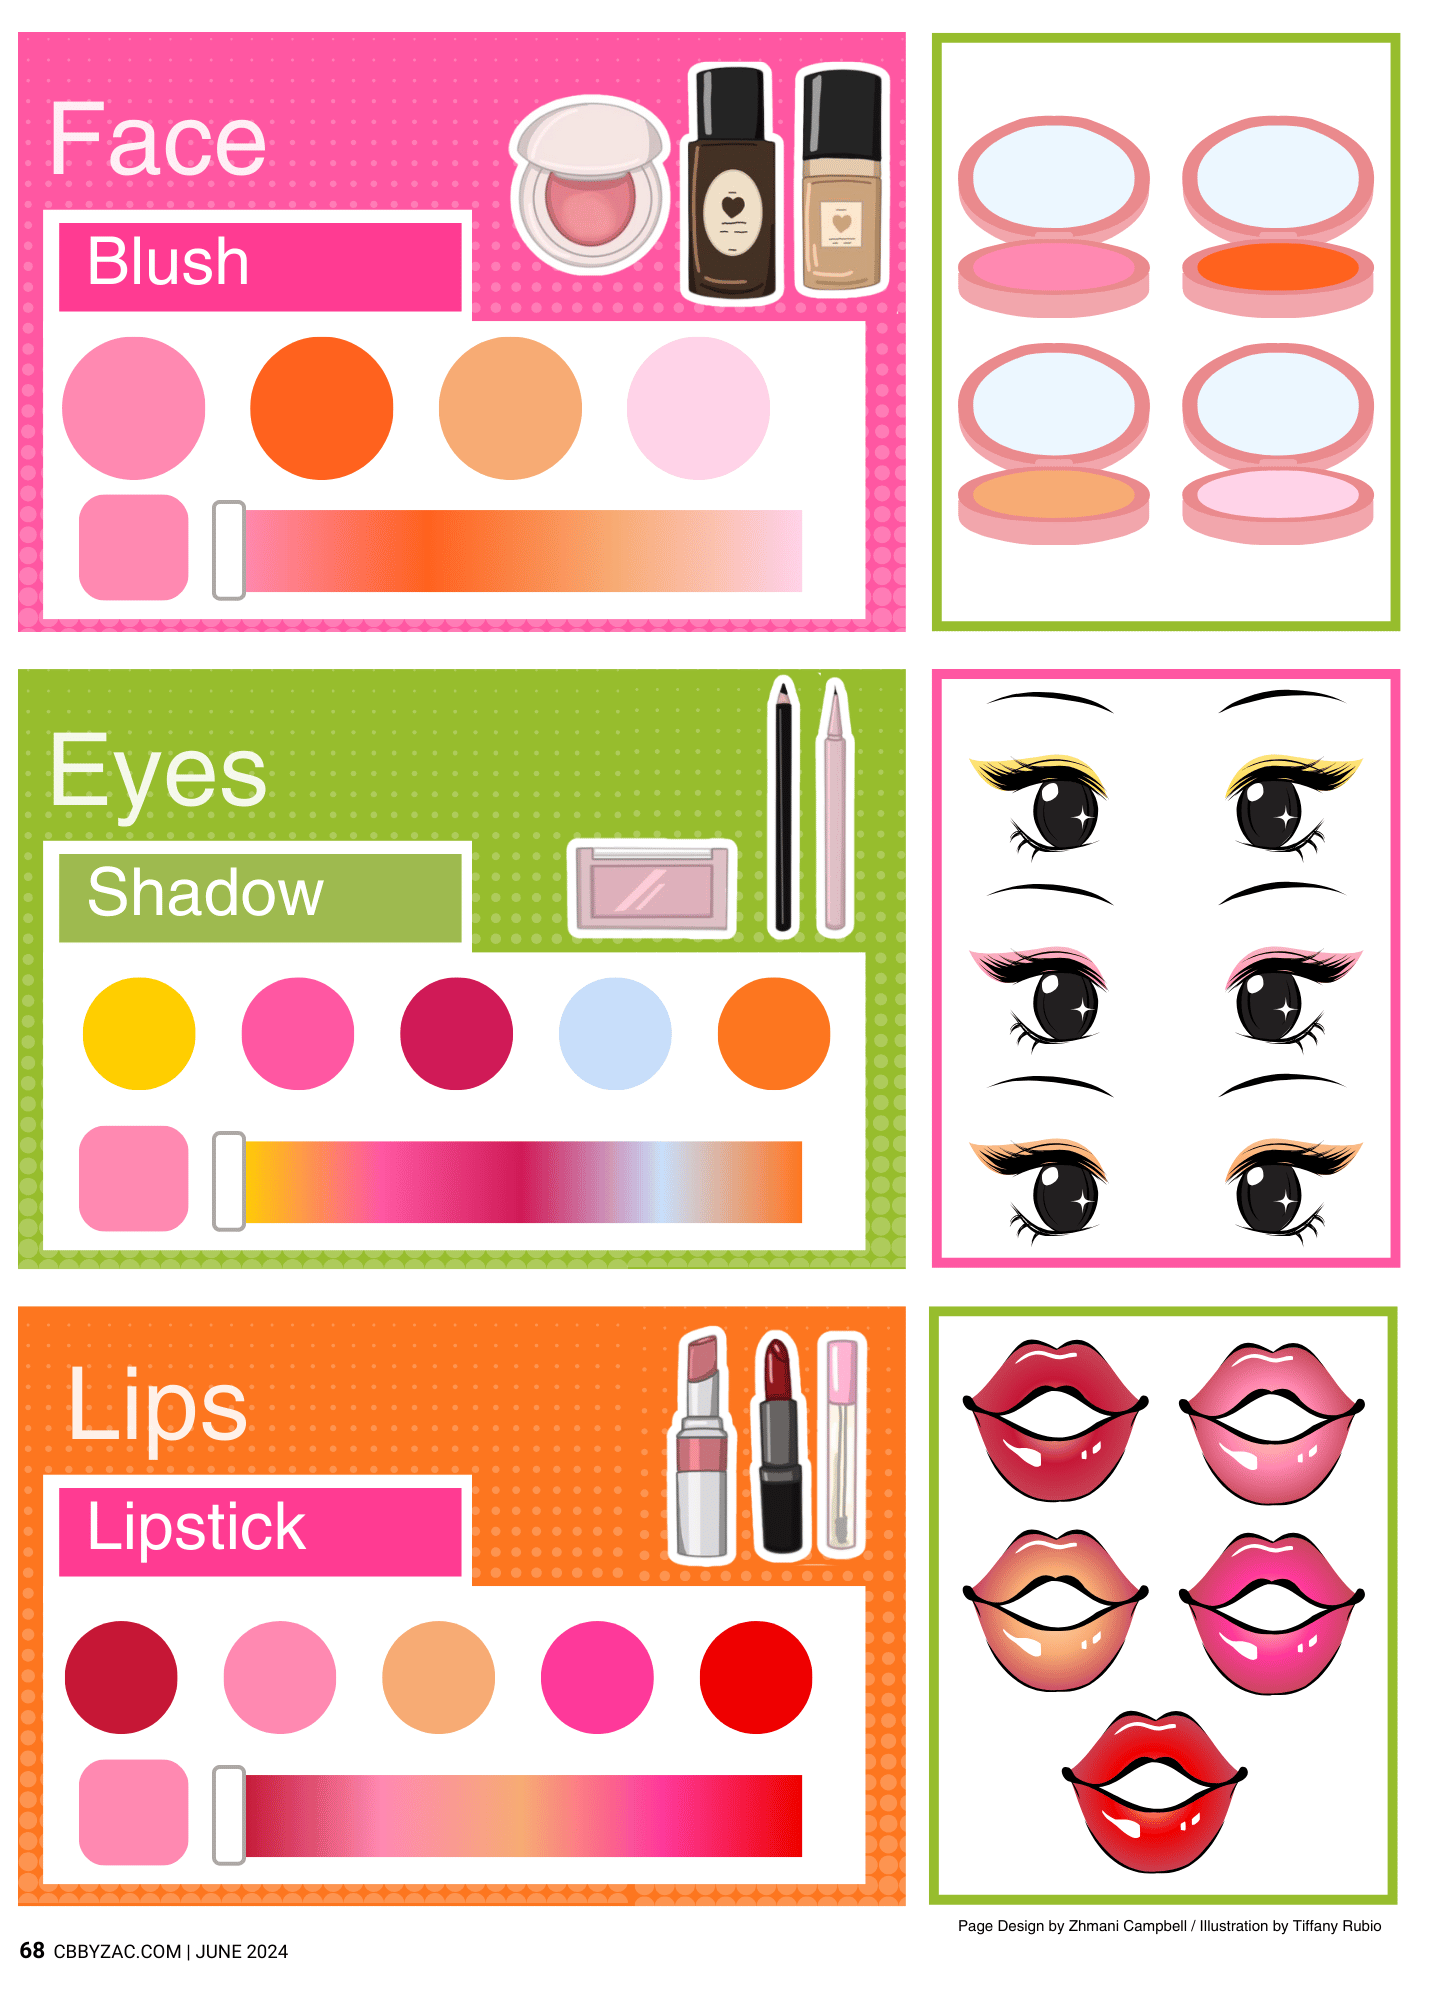 Face
Blush
Eyes
Shadow
Lips
Lipstick
Page Design by Zhmani Campbell / Illustration by Tiffany Rubio
68 CBBYZAC.COM | JUNE 2024